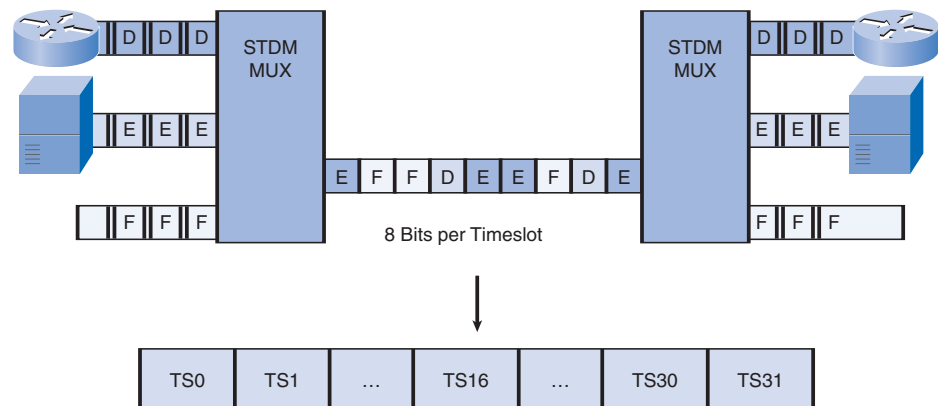 D D D
STDM
MUX
STDM
MUX
D D D
E E E
E E E
E F F D E E F D E
F F F
8 Bits per Timeslot
F F F
TS0 TS1 ... TS16 ... TS30 TS31